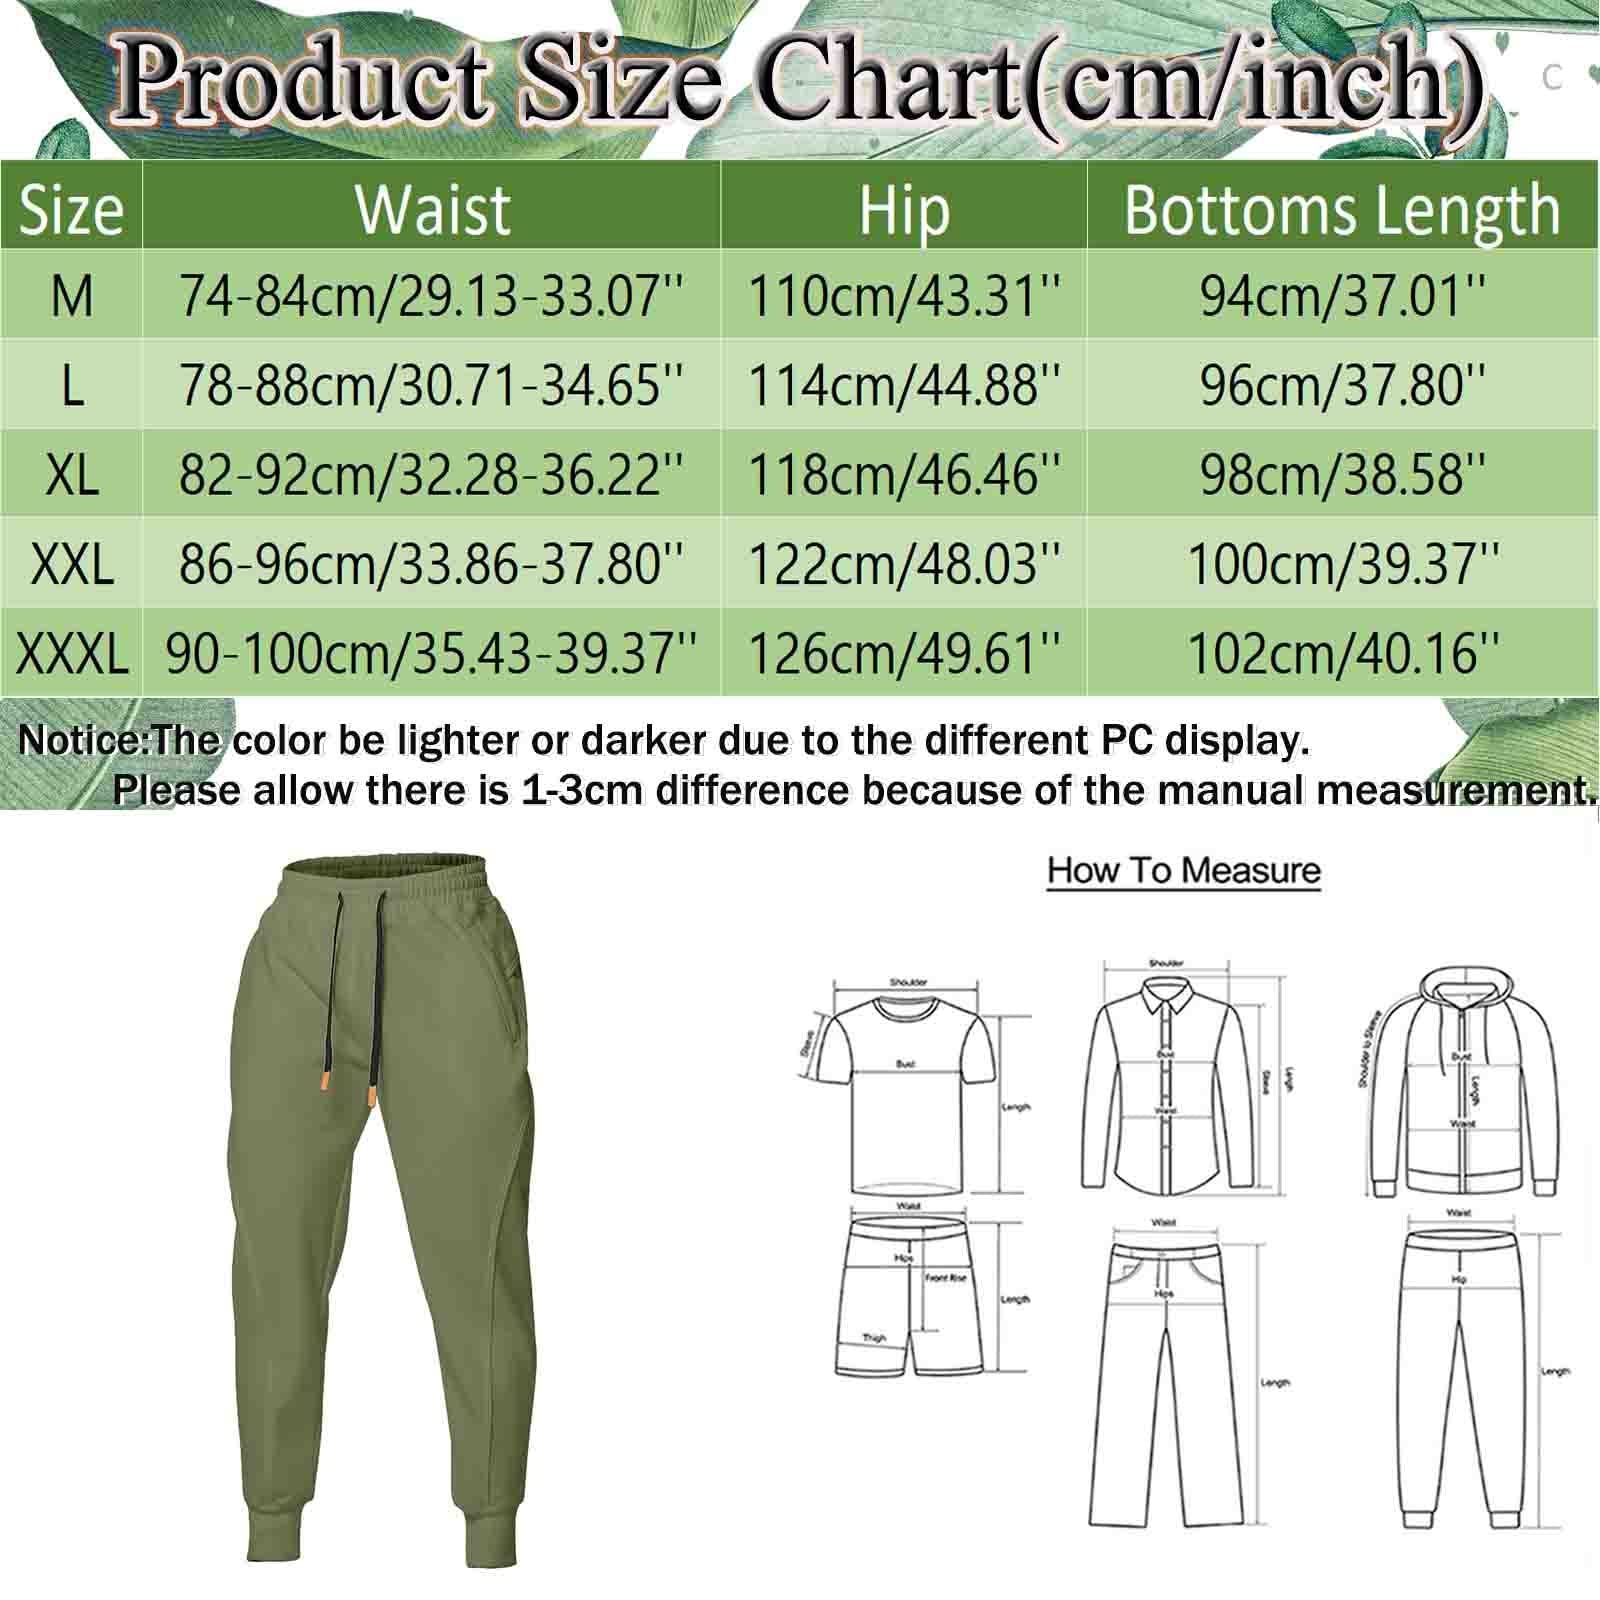 Product Size Chart(cm/inch)
C
Size Waist Hip Bottoms Length
M 74-84cm/29.13-33.07'' 110cm/43.31'' 94cm/37.01''
L 78-88cm/30.71-34.65'' 114cm/44.88'' 96cm/37.80''
XL 82-92cm/32.28-36.22'' 118cm/46.46'' 98cm/38.58''
XXL 86-96cm/33.86-37.80'' 122cm/48.03'' 100cm/39.37''
XXXL 90-100cm/35.43-39.37'' 126cm/49.61'' 102cm/40.16''
Notice:The color be lighter or darker due to the different PC display.
Please allow there is 1-3cm difference because of the manual measurement.
How To Measure
Shoulder
Sleeve
Bust
Length
Shoulder
Bust
Waist
Sleeve
Length
Shoulder to Sleeve
Bust
Length
Waist
Waist
Hips
Front Rise
Length
Thigh
Waist
Hips
Length
Waist
Hip
Length